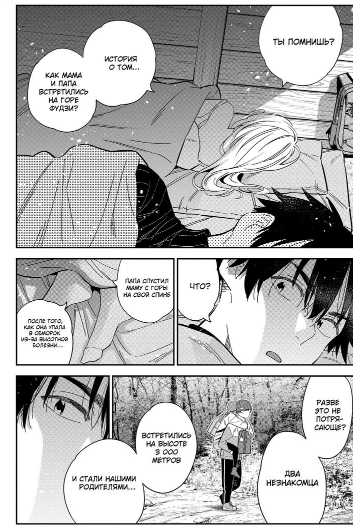 ТЫ ПОМНИШЬ?
ИСТОРИЯ
О ТОМ...
КАК МАМА
И ПАПА
ВСТРЕТИЛИСЬ
НА ГОРЕ
ФУДЗИ?
ЧТО?
ПАПА СПУСТИЛ
МАМУ С ГОРЫ
НА СВОЙ СПИНЕ
ПОСЛЕ ТОГО,
КАК ОНА УПАЛА
В ОБМОРОК
ИЗ-ЗА ВЫСОТНОЙ
БОЛЕЗНИ...
РАЗВЕ
ЭТО НЕ
ПОТРЯ-
САЮЩЕ?
ДВА
НЕЗНАКОМЦА
ВСТРЕТИЛИСЬ
НА ВЫСОТЕ
3 000
МЕТРОВ
И СТАЛИ НАШИМИ
РОДИТЕЛЯМИ...